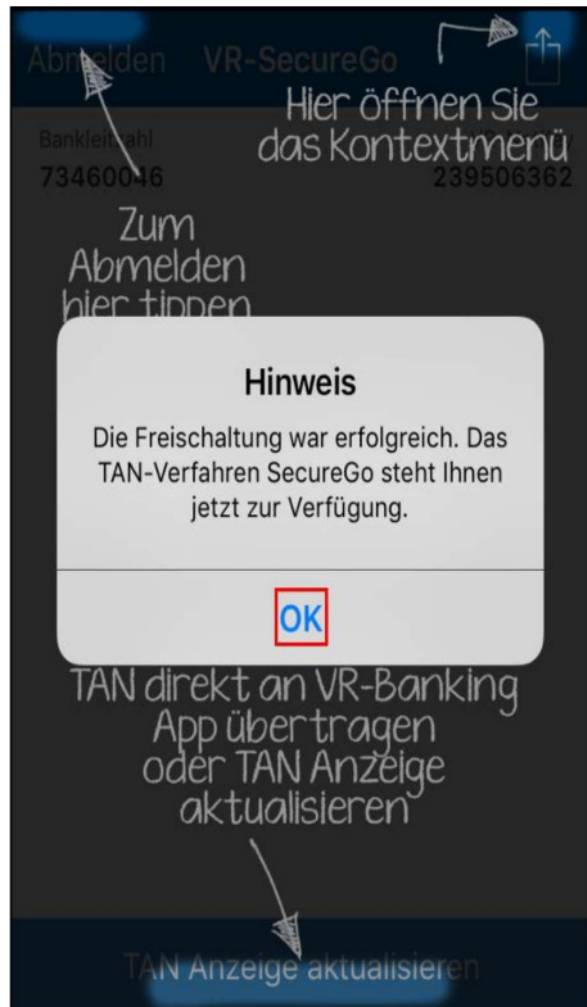 Abmelden VR-SecureGo
Hier öffnen Sie
das Kontextmenü
Bankleitzahl
73460046 239506362
Zum
Abmelden
hier tippen
Hinweis
Die Freischaltung war erfolgreich. Das
TAN-Verfahren SecureGo steht Ihnen
jetzt zur Verfügung.
OK
TAN direkt an VR-Banking
App übertragen
oder TAN Anzeige
aktualisieren
TAN Anzeige aktualisieren